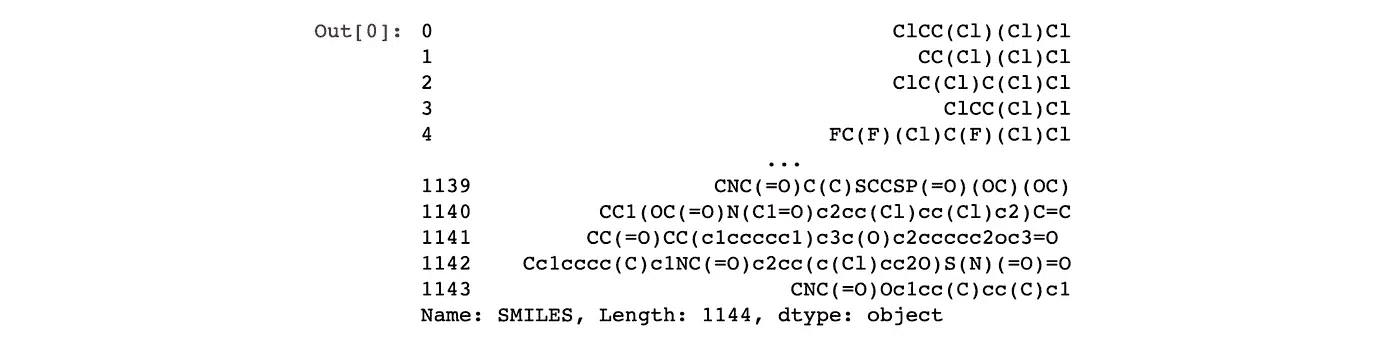 Out[0]: 0 ClCC(Cl)(Cl)Cl
1 CC(Cl)(Cl)Cl
2 ClC(Cl)C(Cl)Cl
3 ClCC(Cl)Cl
4 FC(F)(Cl)C(F)(Cl)Cl
...
1139 CNC(=O)C(C)SCCSP(=O)(OC)(OC)
1140 CC1(OC(=O)N(C1=O)c2cc(Cl)cc(Cl)c2)C=C
1141 CC(=O)CC(c1ccccc1)c3c(O)c2ccccc2oc3=O
1142 Cc1cccc(C)c1NC(=O)c2cc(c(Cl)cc2O)S(N)(=O)=O
1143 CNC(=O)Oc1cc(C)cc(C)c1
Name: SMILES, Length: 1144, dtype: object